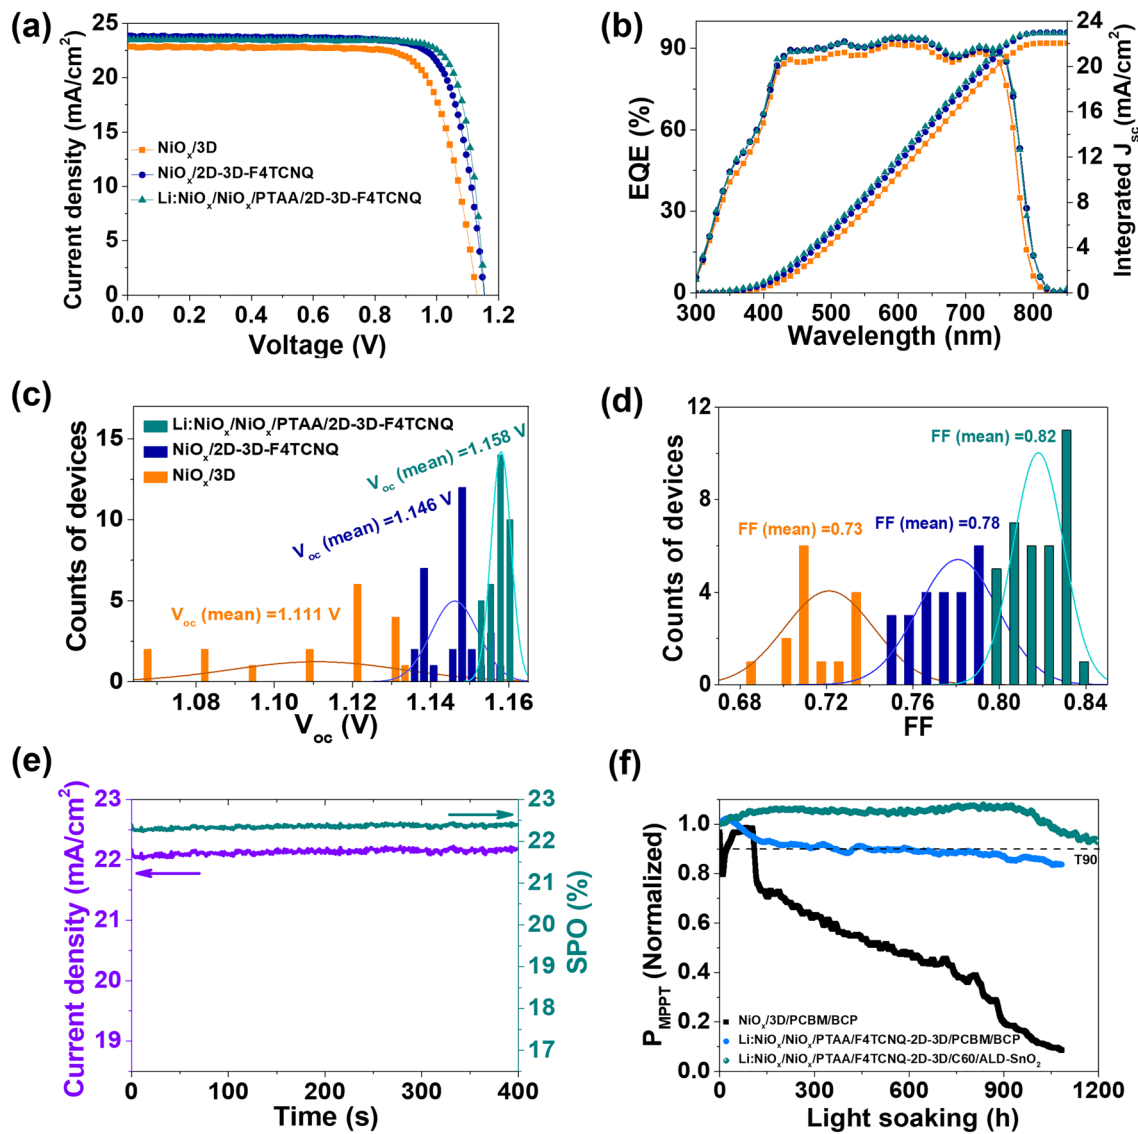 (a)
25
20
15
10
5
0
Current density (mA/cm²)
NiOₓ/3D
NiOₓ/2D-3D-F4TCNQ
Li:NiOₓ/NiOₓ/PTAA/2D-3D-F4TCNQ
0.0 0.2 0.4 0.6 0.8 1.0 1.2
Voltage (V)
(b)
90
60
30
0
EQE (%)
24
20
16
12
8
4
0
Integrated Jsc (mA/cm²)
300 400 500 600 700 800
Wavelength (nm)
(c)
15
10
5
0
Counts of devices
Li:NiOₓ/NiOₓ/PTAA/2D-3D-F4TCNQ
NiOₓ/2D-3D-F4TCNQ
NiOₓ/3D
Voc (mean) =1.158 V
Voc (mean) =1.146 V
Voc (mean) =1.111 V
1.08 1.10 1.12 1.14 1.16
Voc (V)
(d)
12
8
4
0
Counts of devices
FF (mean) =0.82
FF (mean) =0.73
FF (mean) =0.78
0.68 0.72 0.76 0.80 0.84
FF
(e)
23
22
21
20
19
Current density (mA/cm²)
23
22
21
20
19
18
17
SPO (%)
0 100 200 300 400
Time (s)
(f)
1.0
0.8
0.6
0.4
0.2
0.0
PMPPT (Normalized)
T90
NiOₓ/3D/PCBM/BCP
Li:NiOₓ/NiOₓ/PTAA/F4TCNQ-2D-3D/PCBM/BCP
Li:NiOₓ/NiOₓ/PTAA/F4TCNQ-2D-3D/C60/ALD-SnO₂
0 300 600 900 1200
Light soaking (h)